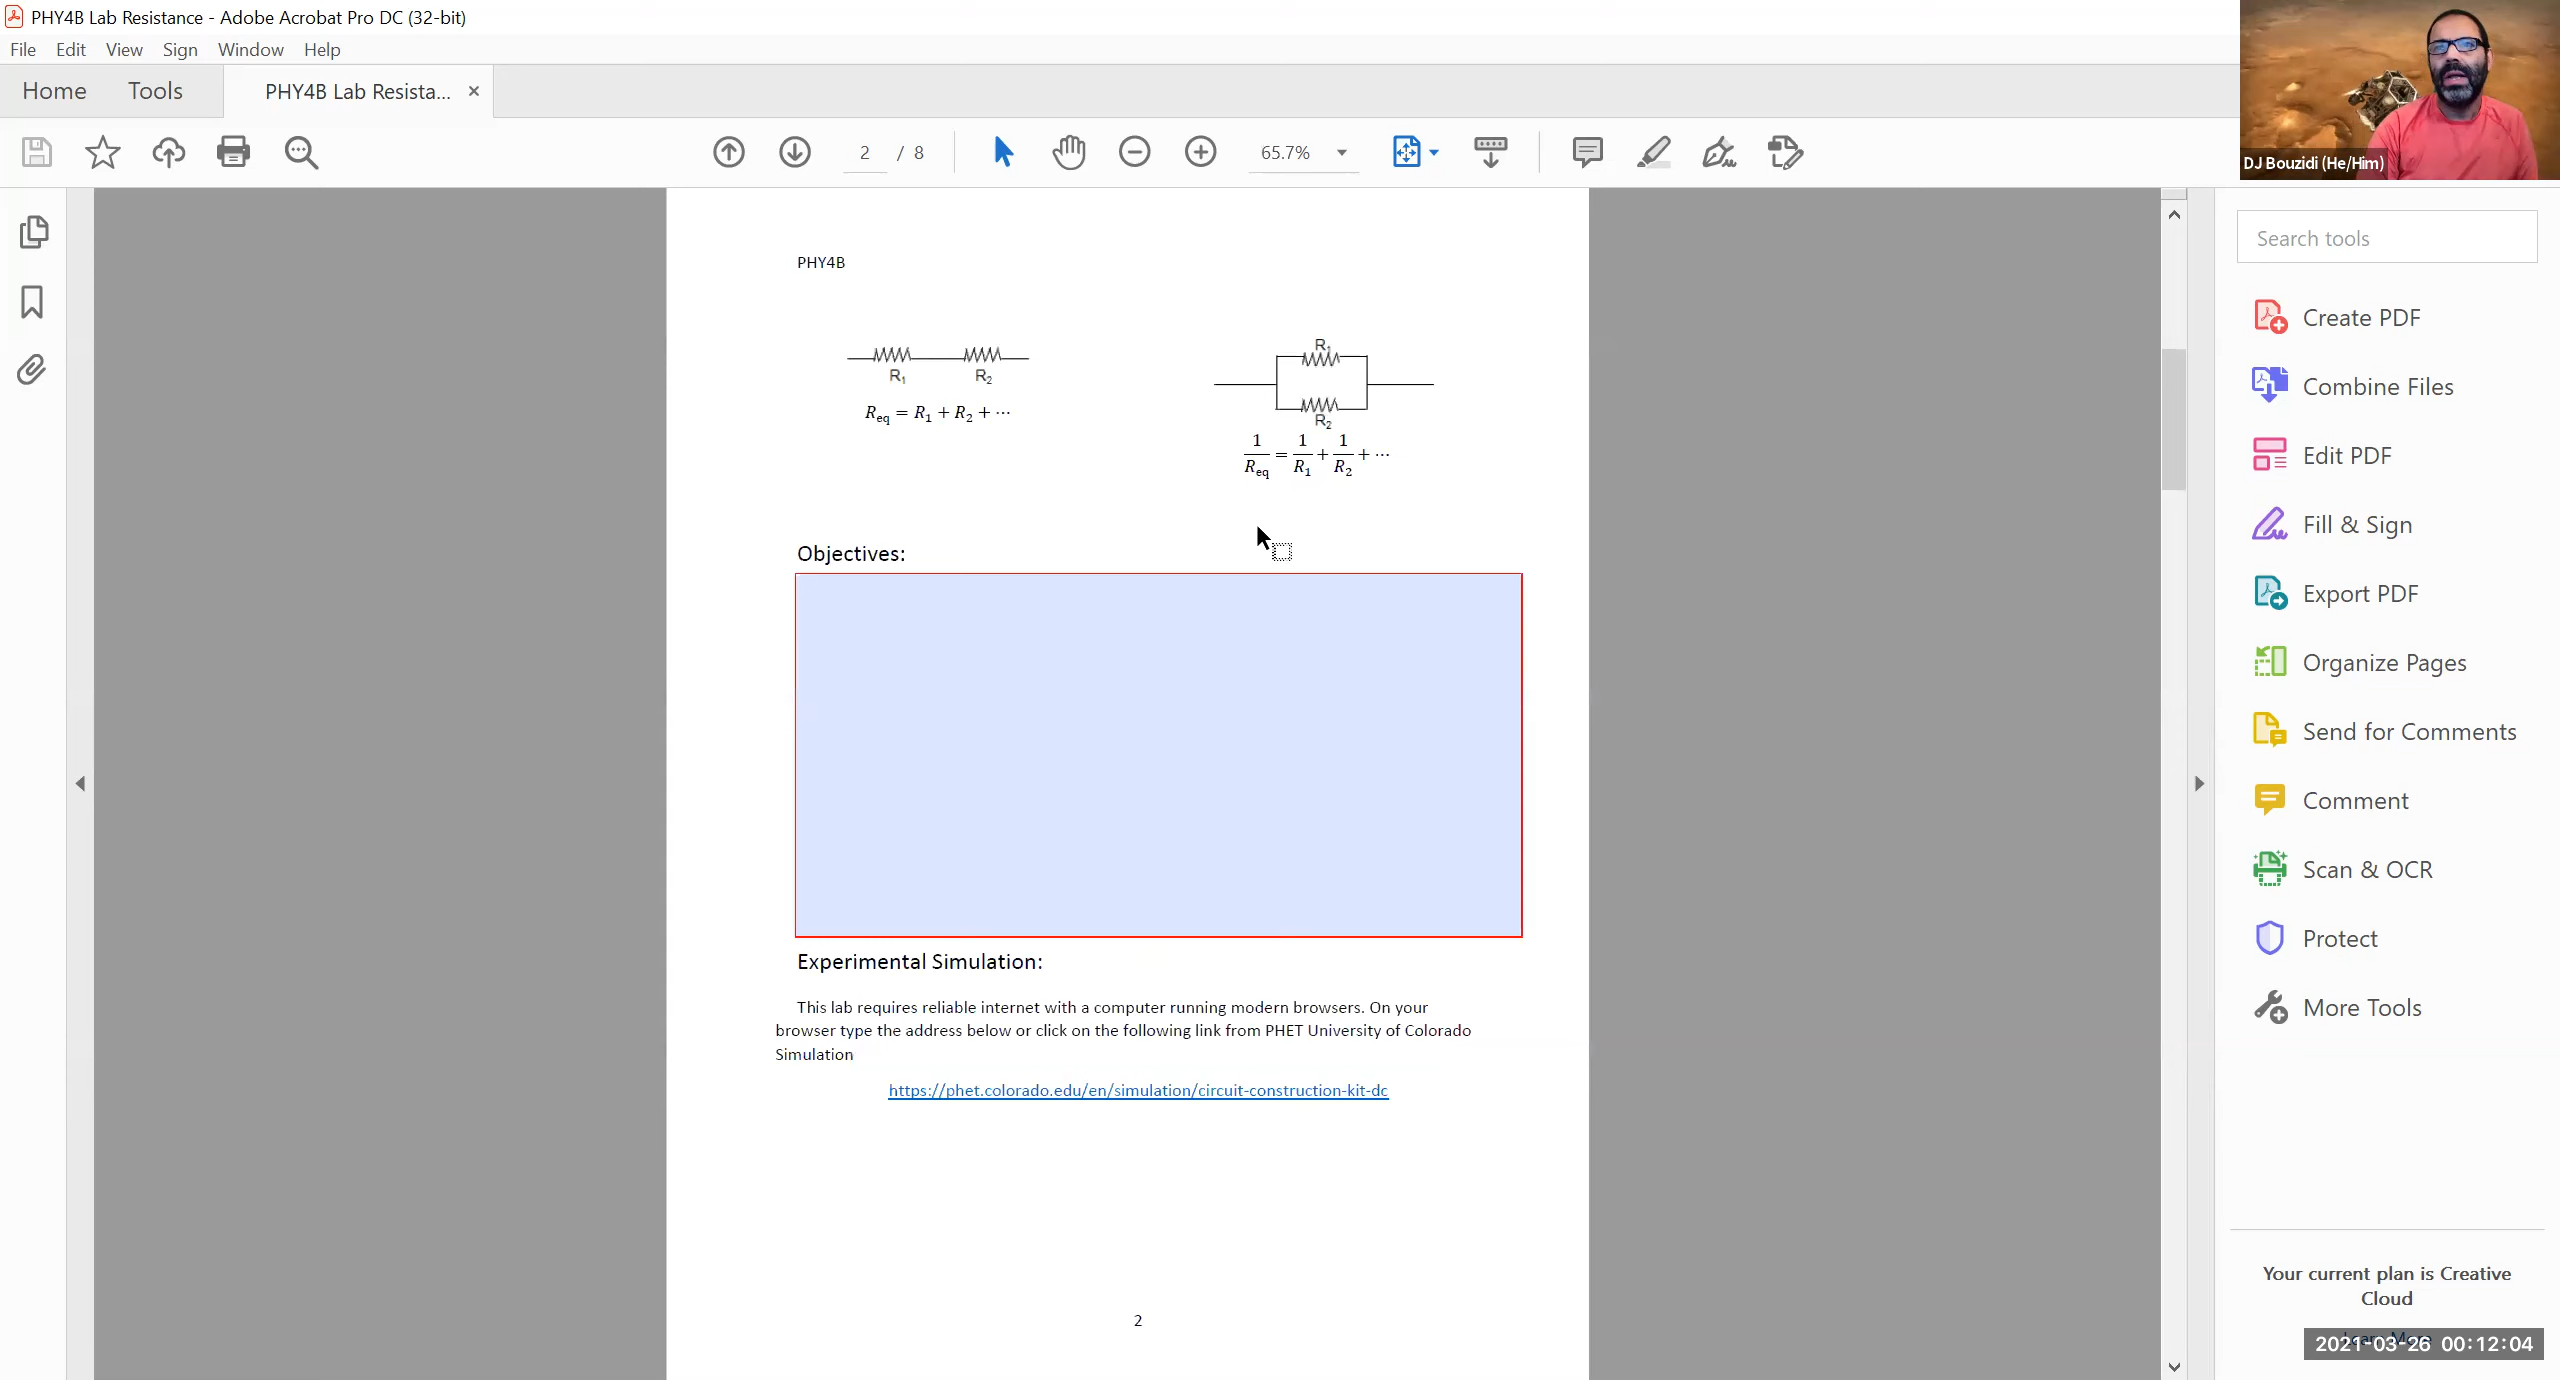 PHY4B Lab Resistance - Adobe Acrobat Pro DC (32-bit)
File Edit View Sign Window Help
Home Tools PHY4B Lab Resista... ×
2 / 8 65.7%
DJ Bouzidi (He/Him)
PHY4B
R₁ R₂
R_eq = R₁ + R₂ + ⋯
R₁
R₂
1/R_eq = 1/R₁ + 1/R₂ + ⋯
Objectives:
Experimental Simulation:
This lab requires reliable internet with a computer running modern browsers. On your
browser type the address below or click on the following link from PHET University of Colorado
Simulation
https://phet.colorado.edu/en/simulation/circuit-construction-kit-dc
2
Search tools
Create PDF
Combine Files
Edit PDF
Fill & Sign
Export PDF
Organize Pages
Send for Comments
Comment
Scan & OCR
Protect
More Tools
Your current plan is Creative
Cloud
2021-03-26 00:12:04